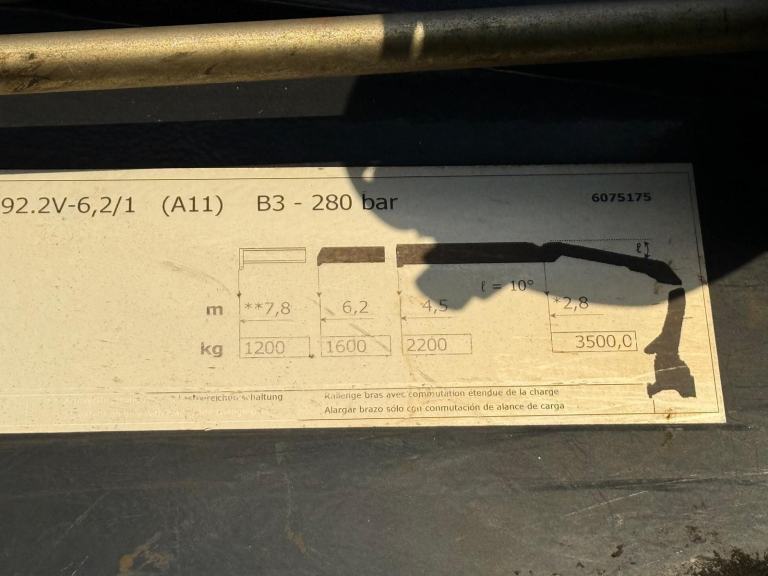 92.2V-6,2/1 (A11) B3 - 280 bar 6075175
ℓ
ℓ = 10°
m **7,8 6,2 4,5 *2,8
kg 1200 1600 2200 3500,0
bras avec commutation étendue de la charge
Alargar brazo sólo con conmutación de alance de carga